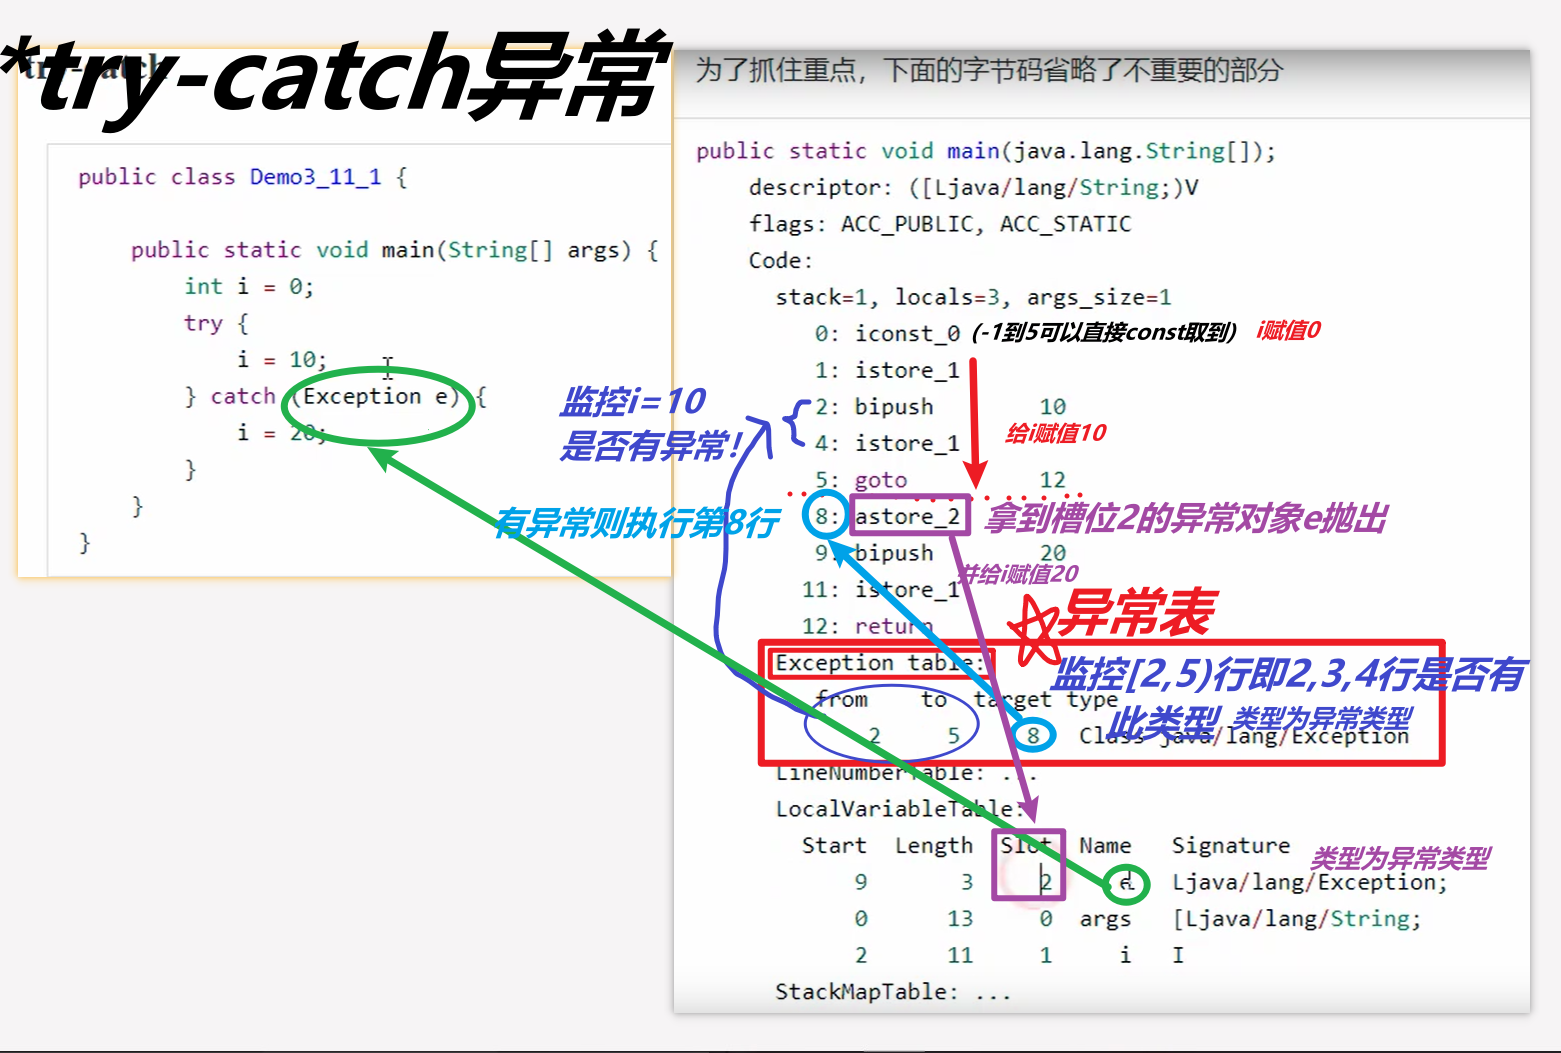 *try-catch异常
try-catch
public class Demo3_11_1 {
public static void main(String[] args) {
int i = 0;
try {
i = 10;
} catch (Exception e) {
i = 20;
}
}
}
监控i=10
是否有异常！
有异常则执行第8行
为了抓住重点，下面的字节码省略了不重要的部分
public static void main(java.lang.String[]);
descriptor: ([Ljava/lang/String;)V
flags: ACC_PUBLIC, ACC_STATIC
Code:
stack=1, locals=3, args_size=1
0: iconst_0 (-1到5可以直接const取到) i赋值0
1: istore_1
2: bipush 10
给i赋值10
4: istore_1
5: goto 12
8: astore_2 拿到槽位2的异常对象e抛出
9: bipush 20
并给i赋值20
11: istore_1
12: return
异常表
Exception table:
监控[2,5)行即2,3,4行是否有
from to target type
此类型 类型为异常类型
2 5 8 Class java/lang/Exception
LineNumberTable: ...
LocalVariableTable:
Start Length Slot Name Signature
类型为异常类型
9 3 2 e Ljava/lang/Exception;
0 13 0 args [Ljava/lang/String;
2 11 1 i I
StackMapTable: ...